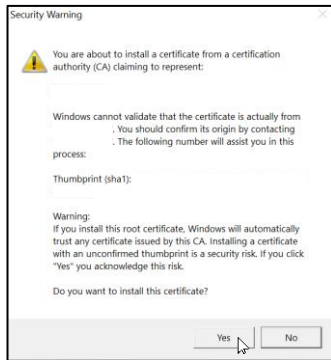 Security Warning
You are about to install a certificate from a certification
authority (CA) claiming to represent:
Windows cannot validate that the certificate is actually from
. You should confirm its origin by contacting
. The following number will assist you in this
process:
Thumbprint (sha1):
Warning:
If you install this root certificate, Windows will automatically
trust any certificate issued by this CA. Installing a certificate
with an unconfirmed thumbprint is a security risk. If you click
"Yes" you acknowledge this risk.
Do you want to install this certificate?
Yes No